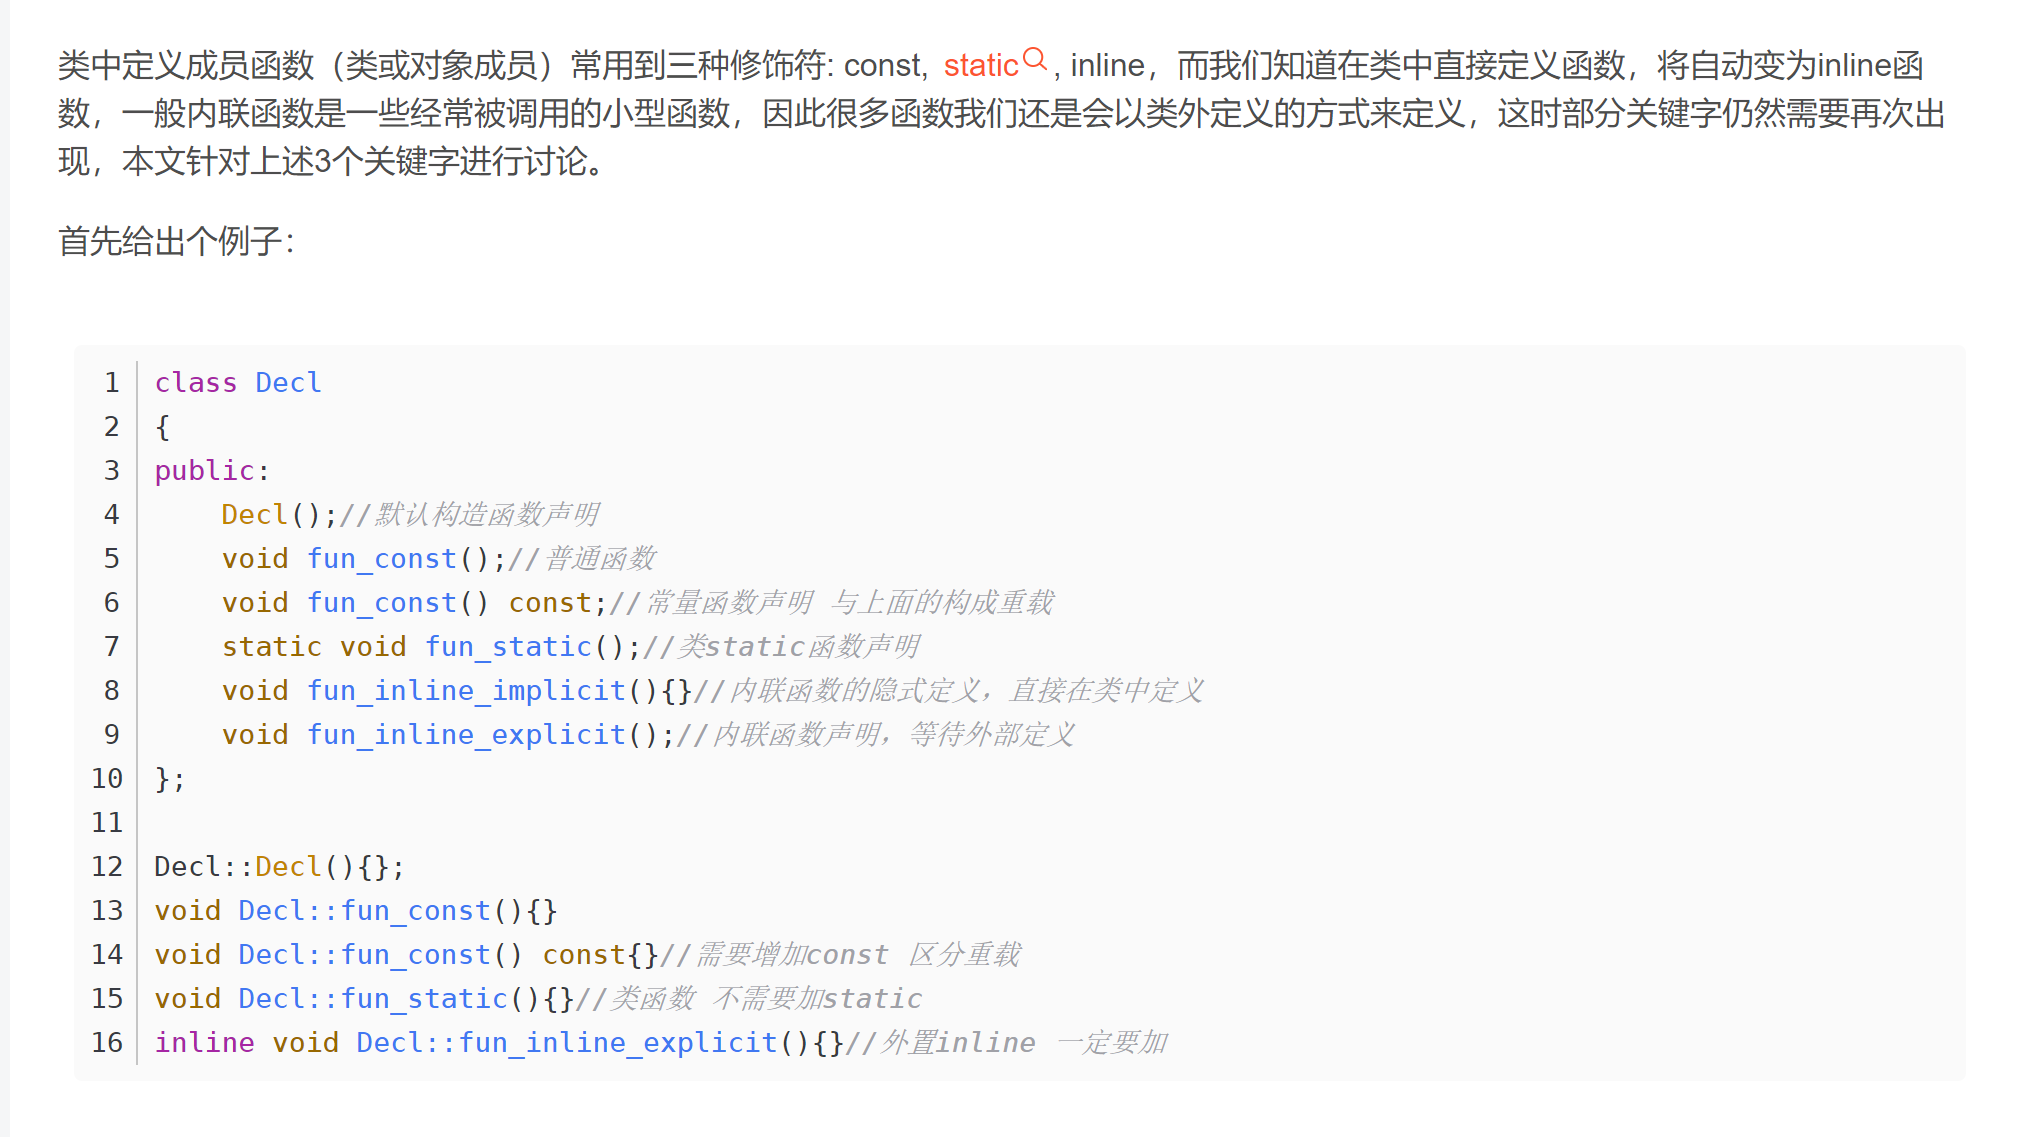 类中定义成员函数（类或对象成员）常用到三种修饰符: const, static, inline，而我们知道在类中直接定义函数，将自动变为inline函
数，一般内联函数是一些经常被调用的小型函数，因此很多函数我们还是会以类外定义的方式来定义，这时部分关键字仍然需要再次出
现，本文针对上述3个关键字进行讨论。
首先给出个例子：
1 class Decl
2 {
3 public:
4     Decl();//默认构造函数声明
5     void fun_const();//普通函数
6     void fun_const() const;//常量函数声明 与上面的构成重载
7     static void fun_static();//类static函数声明
8     void fun_inline_implicit(){}//内联函数的隐式定义，直接在类中定义
9     void fun_inline_explicit();//内联函数声明，等待外部定义
10 };
11
12 Decl::Decl(){};
13 void Decl::fun_const(){}
14 void Decl::fun_const() const{}//需要增加const 区分重载
15 void Decl::fun_static(){}//类函数 不需要加static
16 inline void Decl::fun_inline_explicit(){}//外置inline 一定要加